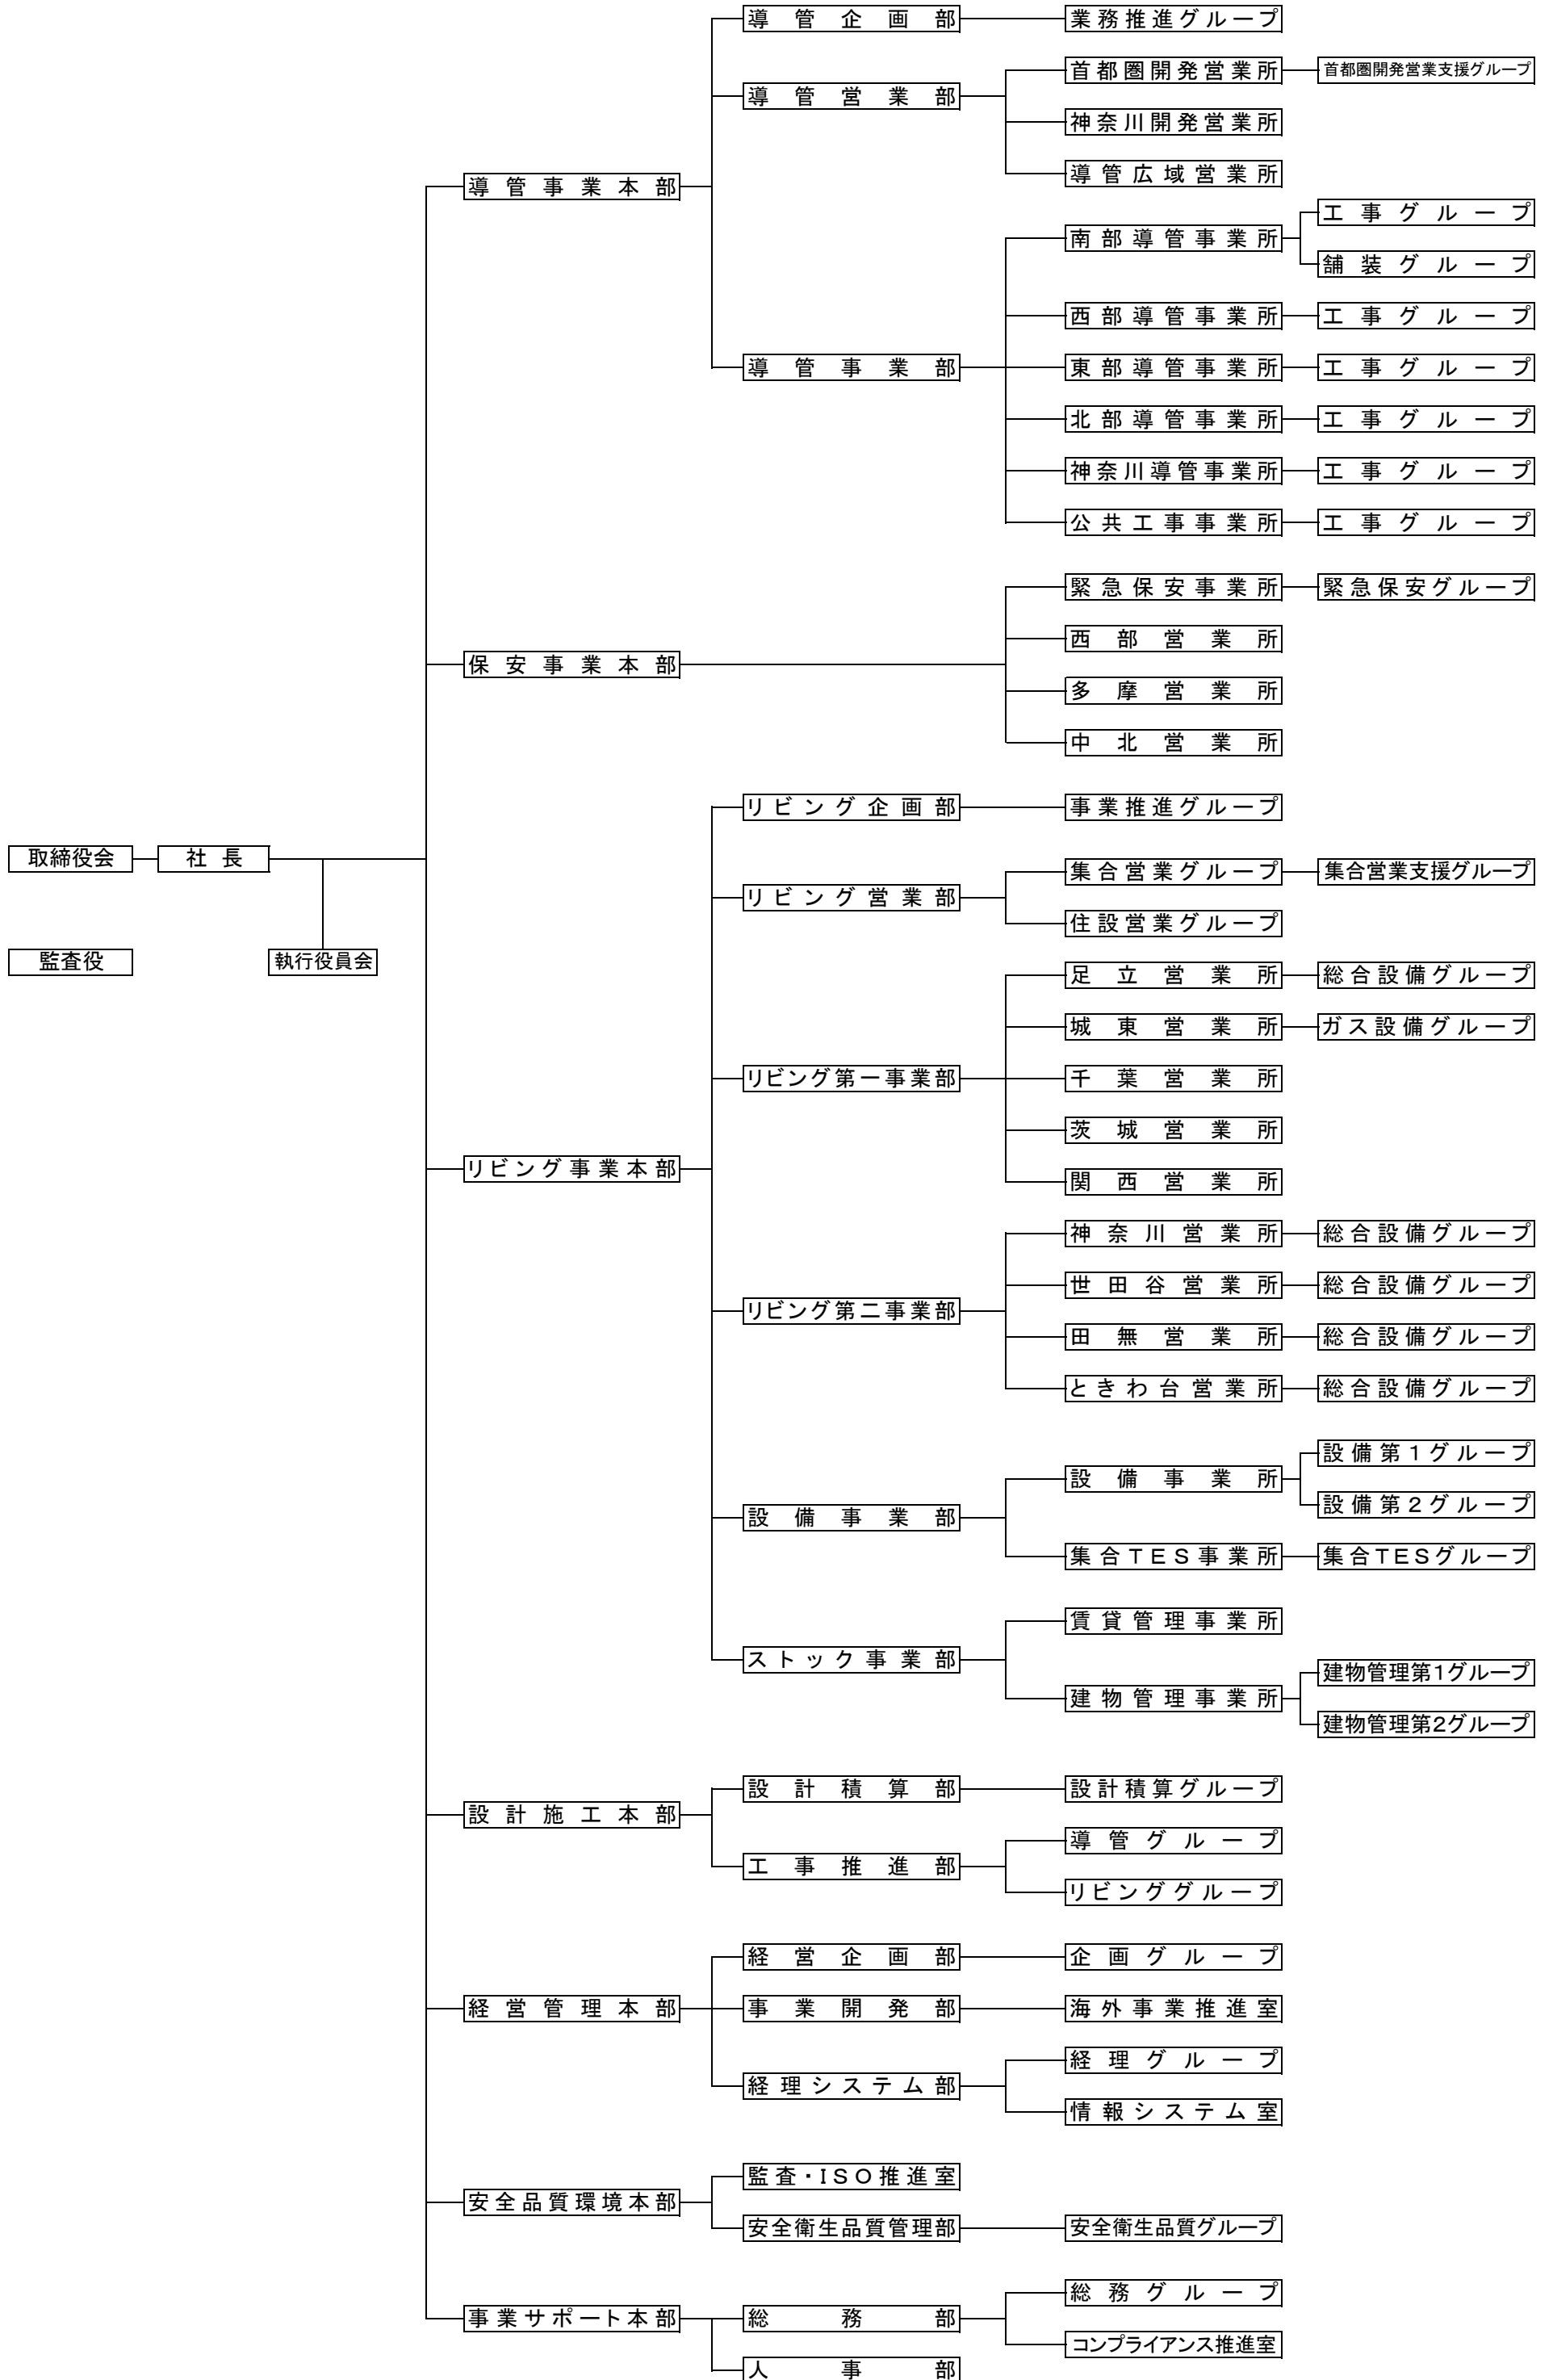 導管企画部 業務推進グループ
首都圏開発営業所 首都圏開発営業支援グループ
導管営業部
神奈川開発営業所
導管広域営業所
導管事業本部
工事グループ
南部導管事業所
舗装グループ
西部導管事業所 工事グループ
導管事業部 東部導管事業所 工事グループ
北部導管事業所 工事グループ
神奈川導管事業所 工事グループ
公共工事事業所 工事グループ
緊急保安事業所 緊急保安グループ
西部営業所
保安事業本部
多摩営業所
中北営業所
リビング企画部 事業推進グループ
取締役会 社長
集合営業グループ 集合営業支援グループ
リビング営業部
住設営業グループ
監査役 執行役員会
足立営業所 総合設備グループ
城東営業所 ガス設備グループ
リビング第一事業部 千葉営業所
茨城営業所
リビング事業本部
関西営業所
神奈川営業所 総合設備グループ
世田谷営業所 総合設備グループ
リビング第二事業部
田無営業所 総合設備グループ
ときわ台営業所 総合設備グループ
設備第1グループ
設備事業所
設備第2グループ
設備事業部
集合TES事業所 集合TESグループ
賃貸管理事業所
ストック事業部
建物管理第1グループ
建物管理事業所
建物管理第2グループ
設計積算部 設計積算グループ
設計施工本部
導管グループ
工事推進部
リビンググループ
経営企画部 企画グループ
経営管理本部 事業開発部 海外事業推進室
経理グループ
経理システム部
情報システム室
監査・ISO推進室
安全品質環境本部
安全衛生品質管理部 安全衛生品質グループ
総務グループ
事業サポート本部 総務部
コンプライアンス推進室
人事部